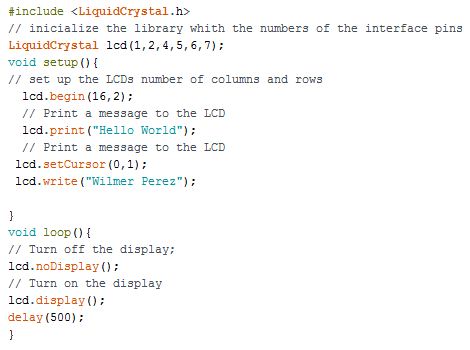 #include <LiquidCrystal.h>
// inicialize the library whith the numbers of the interface pins
LiquidCrystal lcd(1,2,4,5,6,7);
void setup(){
// set up the LCDs number of columns and rows
  lcd.begin(16,2);
  // Print a message to the LCD
  lcd.print("Hello World");
  // Print a message to the LCD
 lcd.setCursor(0,1);
 lcd.write("Wilmer Perez");
}
void loop(){
// Turn off the display;
lcd.noDisplay();
// Turn on the display
lcd.display();
delay(500);
}